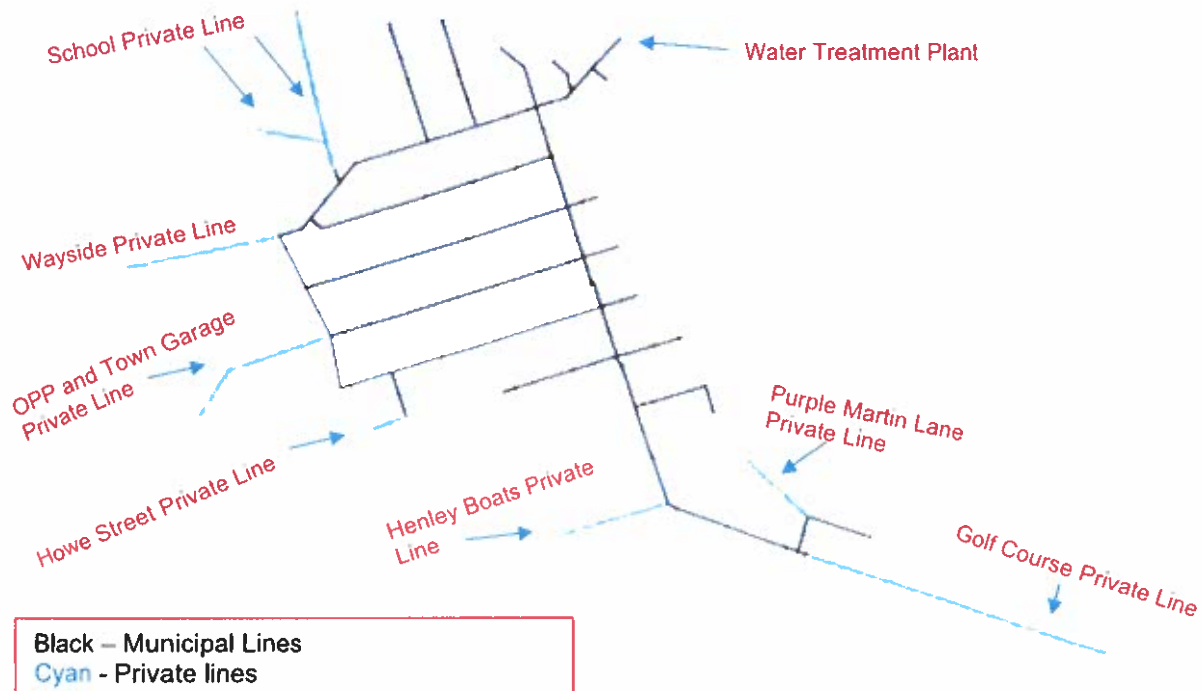 School Private Line
Water Treatment Plant
Wayside Private Line
OPP and Town Garage
Private Line
Howe Street Private Line
Henley Boats Private
Line
Purple Martin Lane
Private Line
Golf Course Private Line
Black – Municipal Lines
Cyan - Private lines